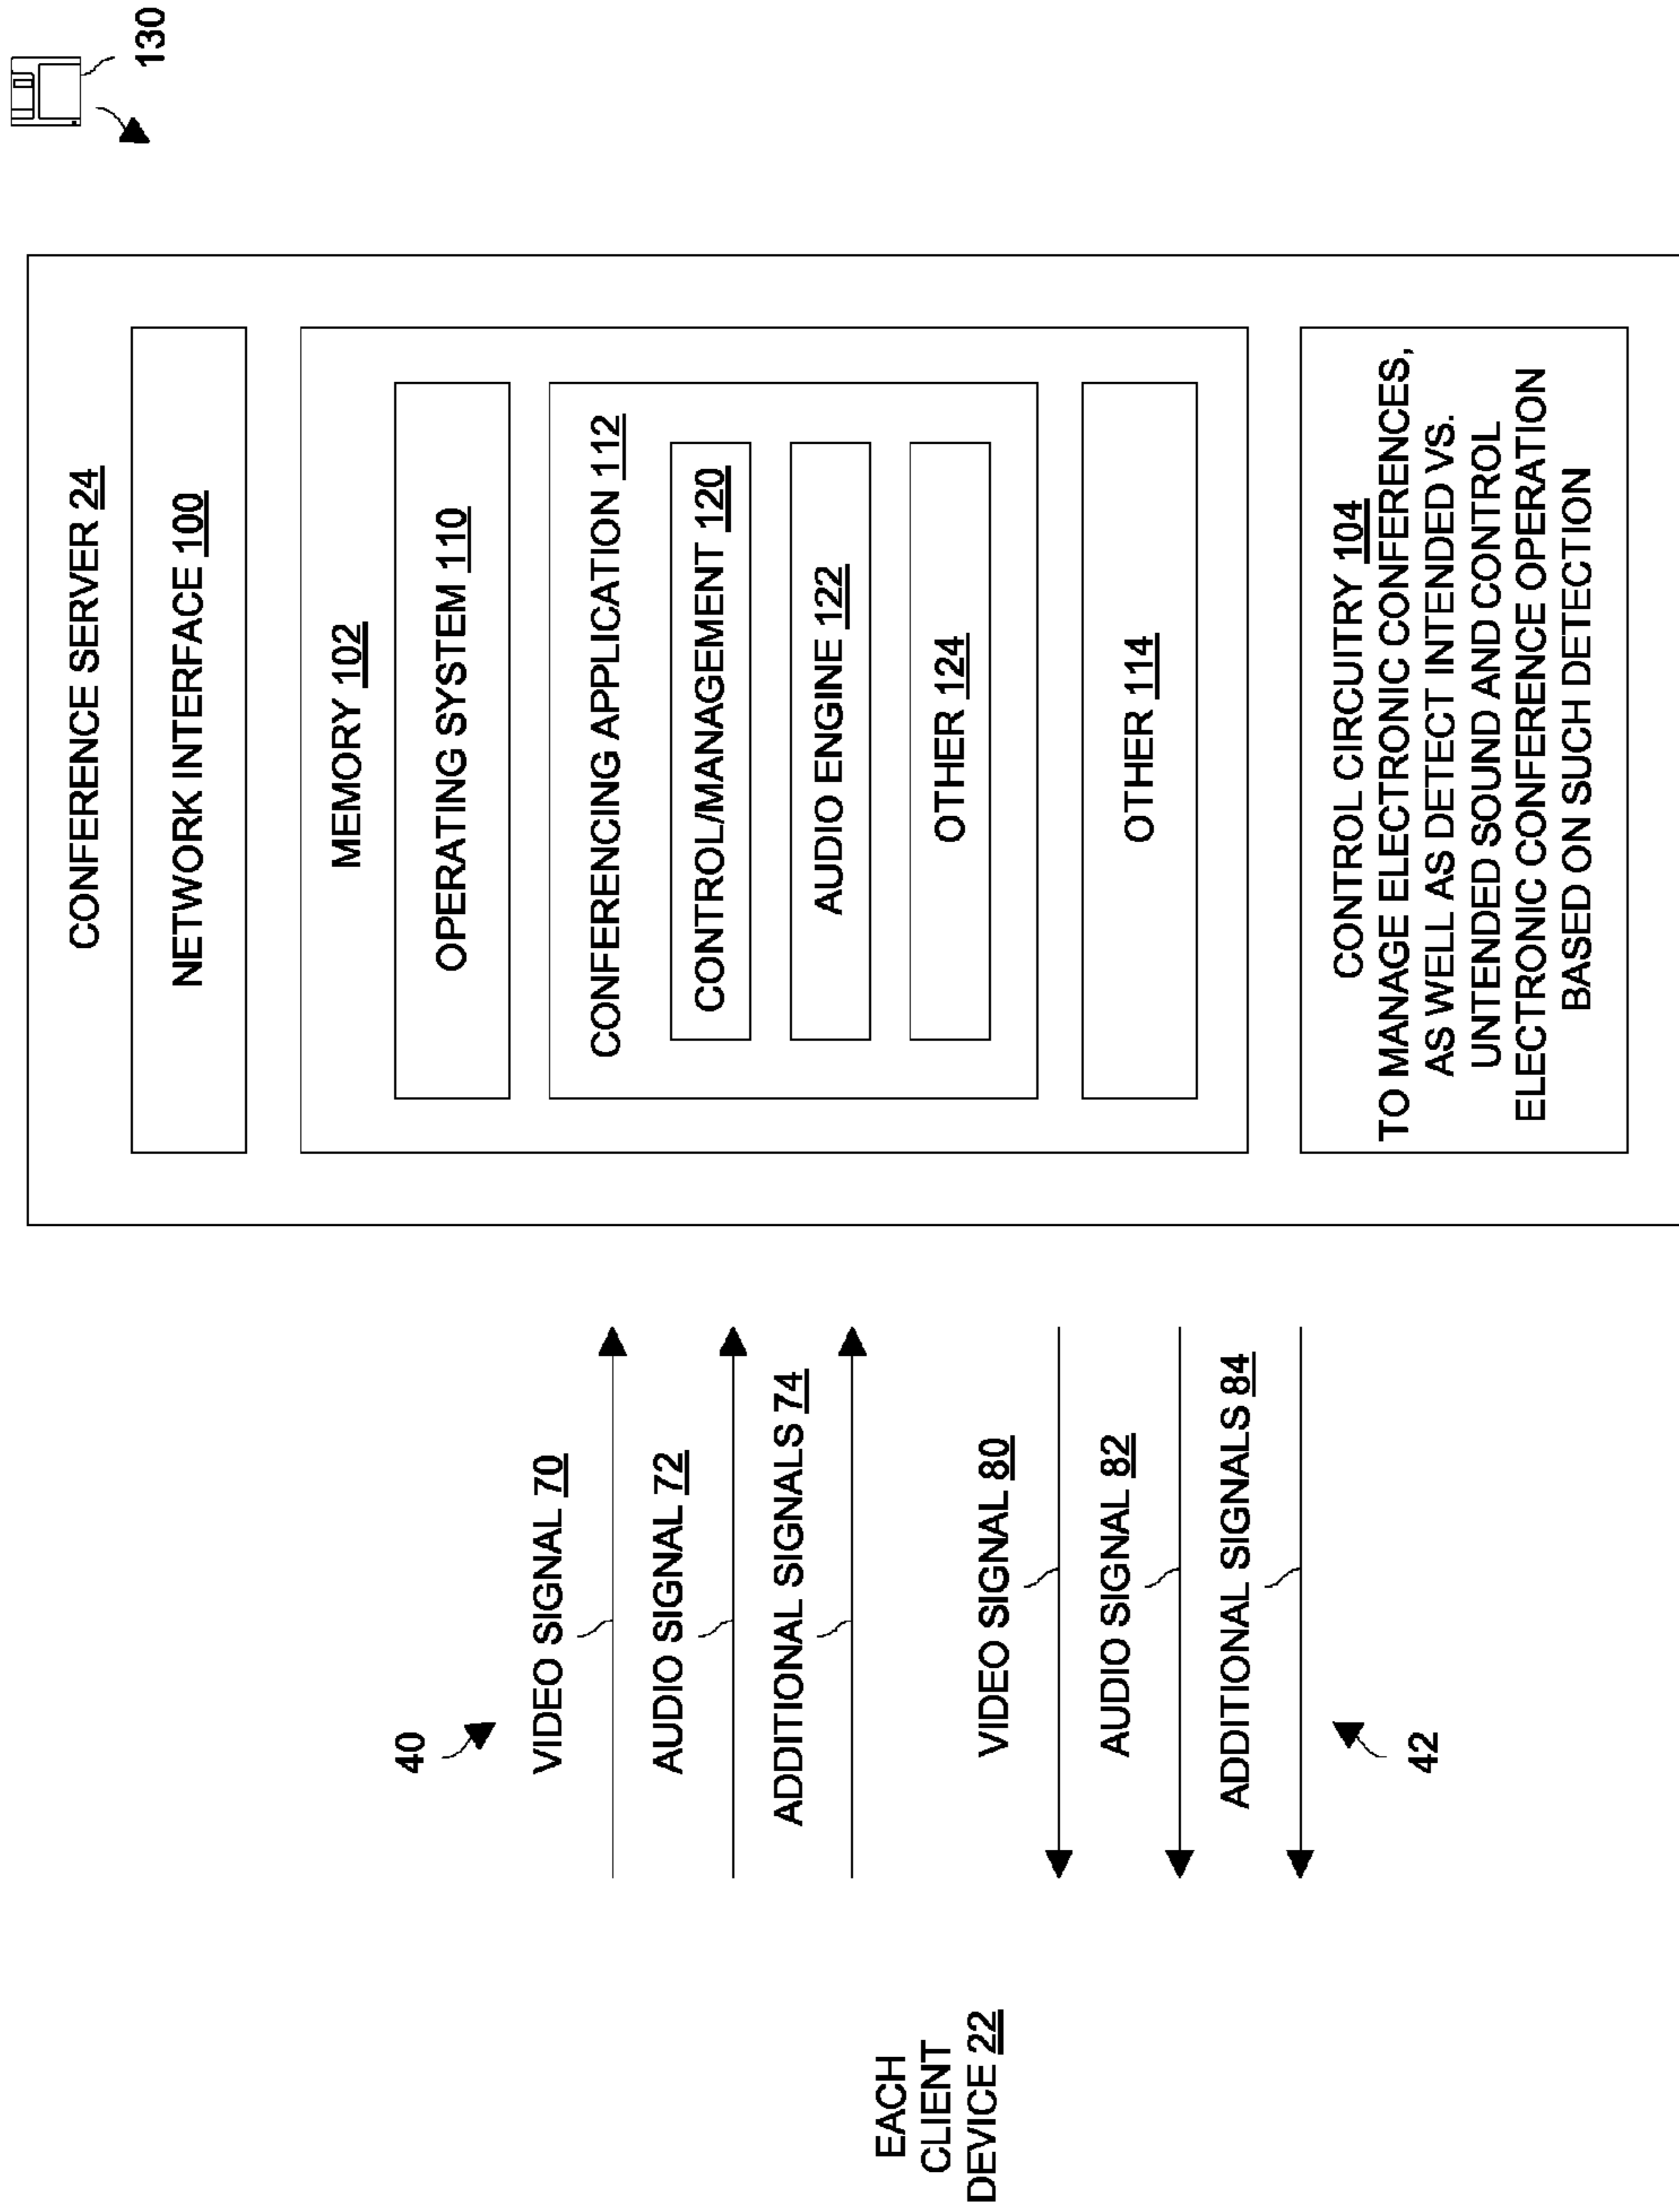 130
CONFERENCE SERVER 24
NETWORK INTERFACE 100
MEMORY 102
OPERATING SYSTEM 110
CONFERENCING APPLICATION 112
CONTROL/MANAGEMENT 120
AUDIO ENGINE 122
OTHER 124
OTHER 114
CONTROL CIRCUITRY 104
TO MANAGE ELECTRONIC CONFERENCES,
AS WELL AS DETECT INTENDED VS.
UNTENDED SOUND AND CONTROL
ELECTRONIC CONFERENCE OPERATION
BASED ON SUCH DETECTION
40
VIDEO SIGNAL 70
AUDIO SIGNAL 72
ADDITIONAL SIGNALS 74
VIDEO SIGNAL 80
AUDIO SIGNAL 82
ADDITIONAL SIGNALS 84
42
EACH
CLIENT
DEVICE 22